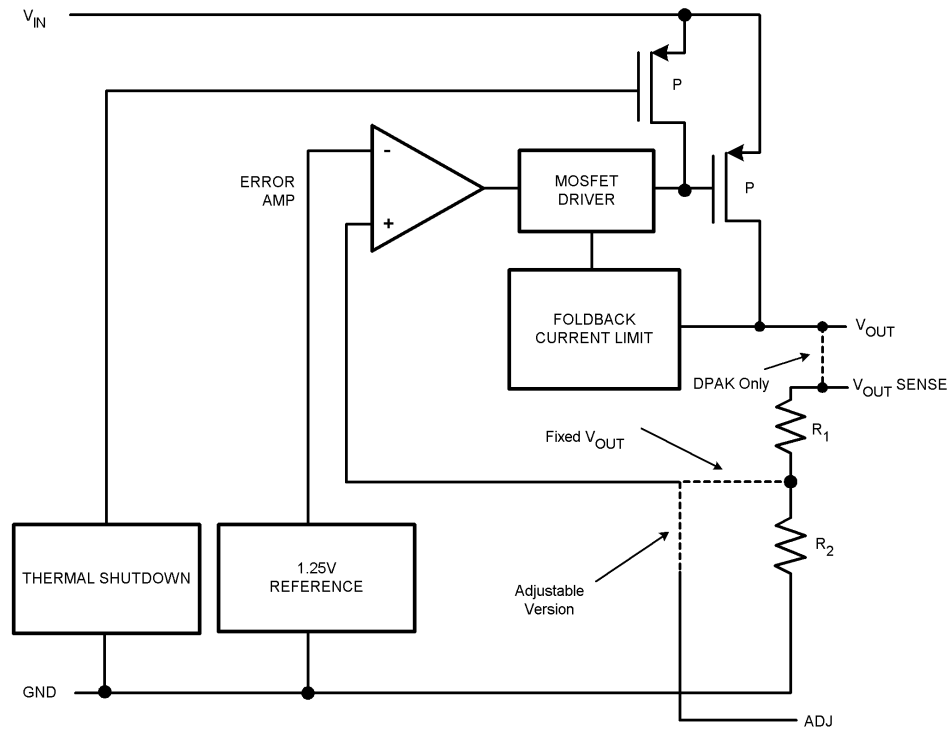 VIN
P
ERROR
AMP
-
+
MOSFET
DRIVER
P
FOLDBACK
CURRENT LIMIT
VOUT
DPAK Only
VOUT SENSE
R1
Fixed VOUT
R2
THERMAL SHUTDOWN
1.25V
REFERENCE
Adjustable
Version
GND
ADJ